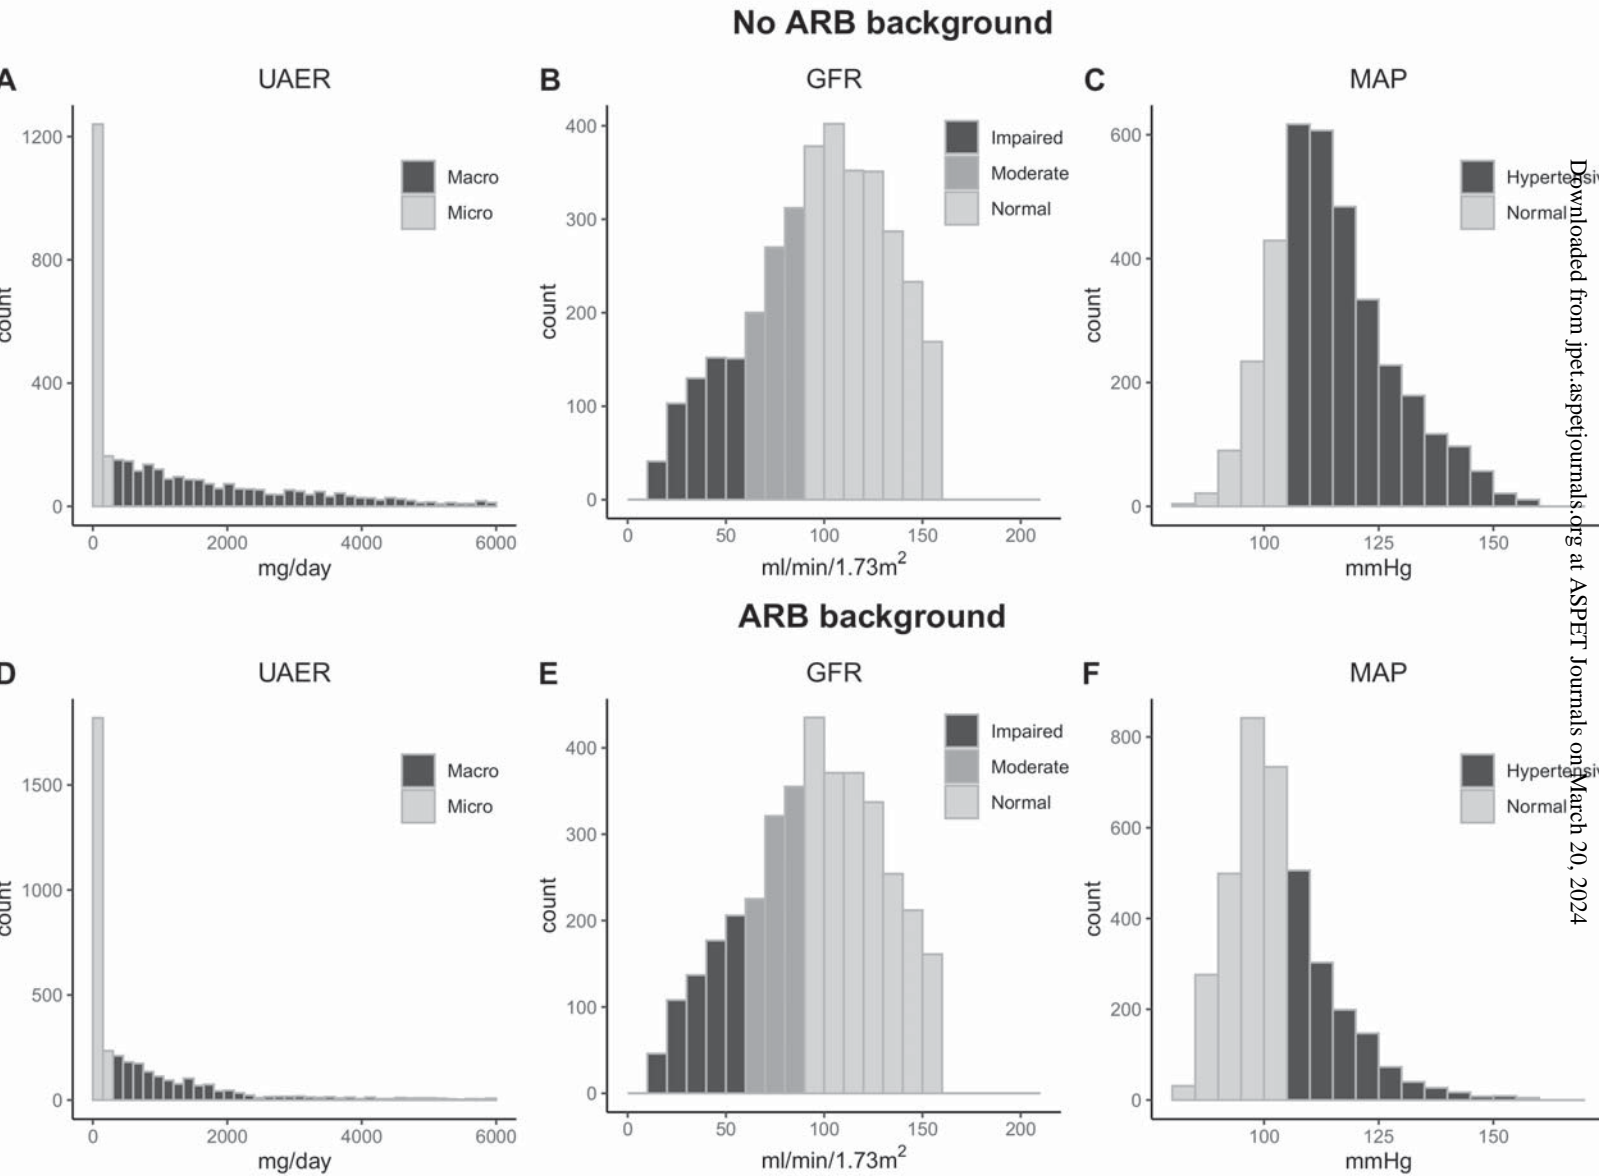 No ARB background
A
UAER
1200
800
400
0
count
0 2000 4000 6000
mg/day
Macro
Micro
B
GFR
400
300
200
100
0
count
0 50 100 150 200
ml/min/1.73m2
Impaired
Moderate
Normal
C
MAP
600
400
200
0
count
100 125 150
mmHg
Hypertensiv
Normal
ARB background
D
UAER
1500
1000
500
0
count
0 2000 4000 6000
mg/day
Macro
Micro
E
GFR
400
300
200
100
0
count
0 50 100 150 200
ml/min/1.73m2
Impaired
Moderate
Normal
F
MAP
800
600
400
200
0
count
100 125 150
mmHg
Hypertensiv
Normal
Downloaded from jpet.aspetjournals.org at ASPET Journals on March 20, 2024